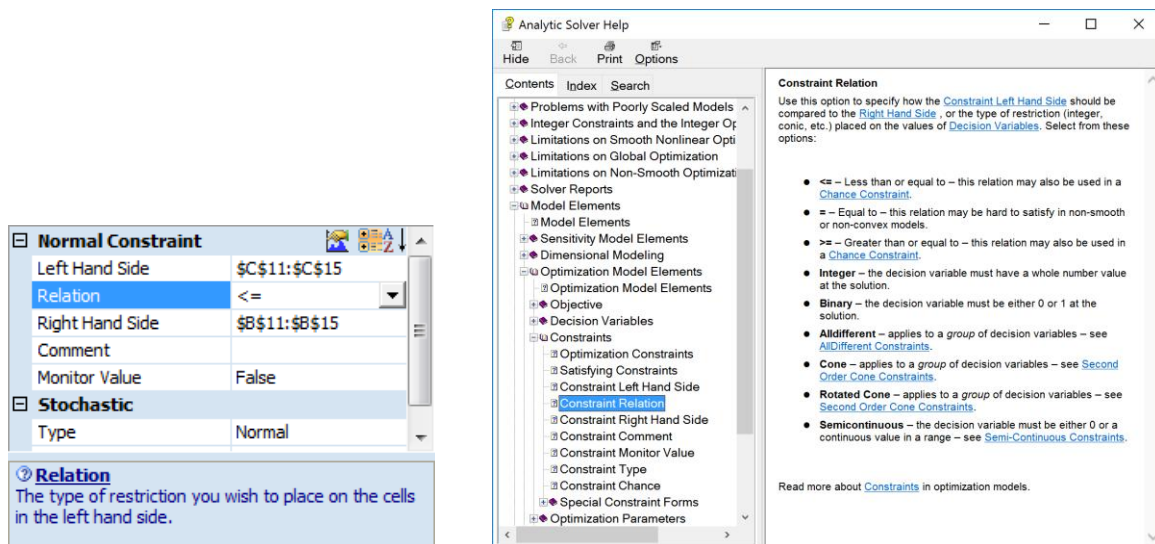 Normal Constraint
Left Hand Side $C$11:$C$15
Relation <=
Right Hand Side $B$11:$B$15
Comment
Monitor Value False
Stochastic
Type Normal
Relation
The type of restriction you wish to place on the cells
in the left hand side.
Analytic Solver Help
Hide Back Print Options
Contents Index Search
Problems with Poorly Scaled Models
Integer Constraints and the Integer Op
Limitations on Smooth Nonlinear Opti
Limitations on Global Optimization
Limitations on Non-Smooth Optimizati
Solver Reports
Model Elements
Model Elements
Sensitivity Model Elements
Dimensional Modeling
Optimization Model Elements
Optimization Model Elements
Objective
Decision Variables
Constraints
Optimization Constraints
Satisfying Constraints
Constraint Left Hand Side
Constraint Relation
Constraint Right Hand Side
Constraint Comment
Constraint Monitor Value
Constraint Type
Constraint Chance
Special Constraint Forms
Optimization Parameters
Constraint Relation
Use this option to specify how the Constraint Left Hand Side should be
compared to the Right Hand Side , or the type of restriction (integer,
conic, etc.) placed on the values of Decision Variables. Select from these
options:
• <= – Less than or equal to – this relation may also be used in a
Chance Constraint.
• = – Equal to – this relation may be hard to satisfy in non-smooth
or non-convex models.
• >= – Greater than or equal to – this relation may also be used in
a Chance Constraint.
• Integer – the decision variable must have a whole number value
at the solution.
• Binary – the decision variable must be either 0 or 1 at the
solution.
• Alldifferent – applies to a group of decision variables – see
AllDifferent Constraints.
• Cone – applies to a group of decision variables – see Second
Order Cone Constraints.
• Rotated Cone – applies to a group of decision variables – see
Second Order Cone Constraints.
• Semicontinuous – the decision variable must be either 0 or a
continuous value in a range – see Semi-Continuous Constraints.
Read more about Constraints in optimization models.